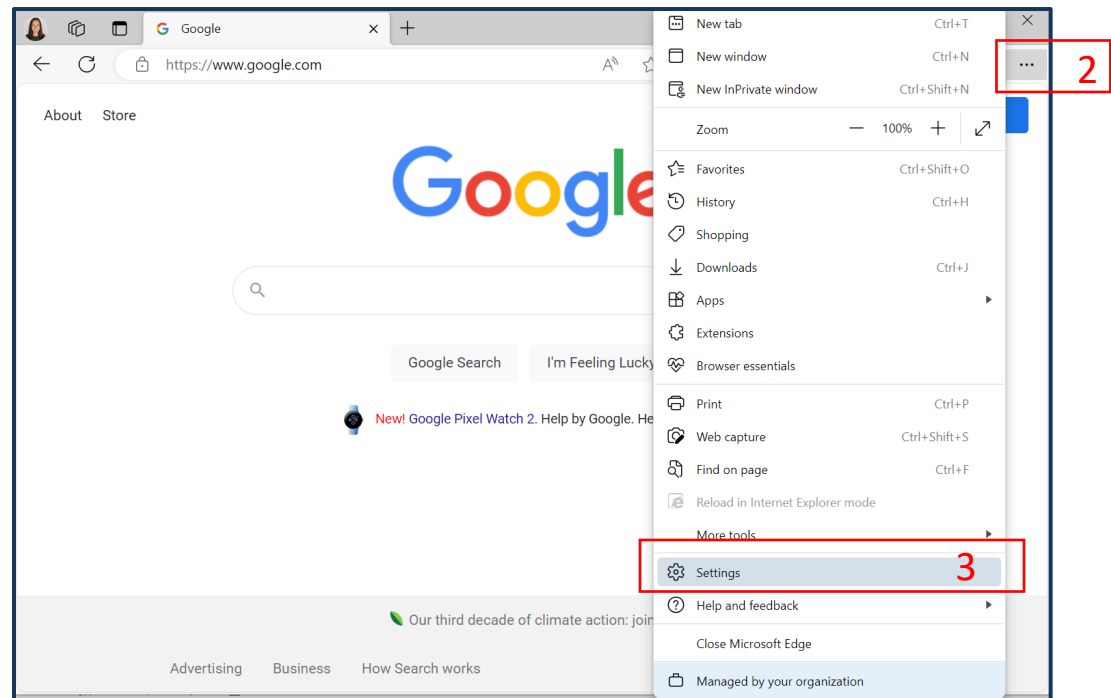 Google
https://www.google.com
2
About Store
Google
Google Search I'm Feeling Lucky
New! Google Pixel Watch 2. Help by Google. He
Our third decade of climate action: join
Advertising Business How Search works
New tab Ctrl+T
New window Ctrl+N
New InPrivate window Ctrl+Shift+N
Zoom 100%
Favorites Ctrl+Shift+O
History Ctrl+H
Shopping
Downloads Ctrl+J
Apps
Extensions
Browser essentials
Print Ctrl+P
Web capture Ctrl+Shift+S
Find on page Ctrl+F
Reload in Internet Explorer mode
More tools
Settings 3
Help and feedback
Close Microsoft Edge
Managed by your organization